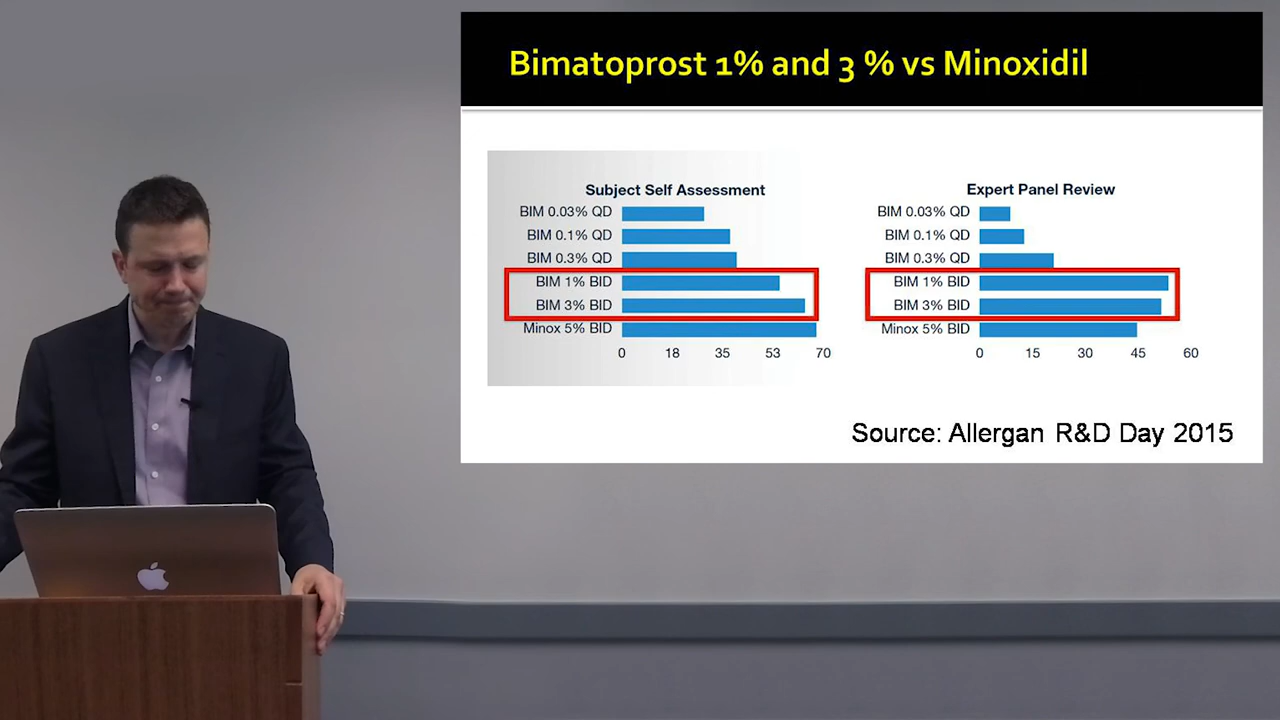 Bimatoprost 1% and 3 % vs Minoxidil
Subject Self Assessment
BIM 0.03% QD
BIM 0.1% QD
BIM 0.3% QD
BIM 1% BID
BIM 3% BID
Minox 5% BID
0 18 35 53 70
Expert Panel Review
BIM 0.03% QD
BIM 0.1% QD
BIM 0.3% QD
BIM 1% BID
BIM 3% BID
Minox 5% BID
0 15 30 45 60
Source: Allergan R&D Day 2015